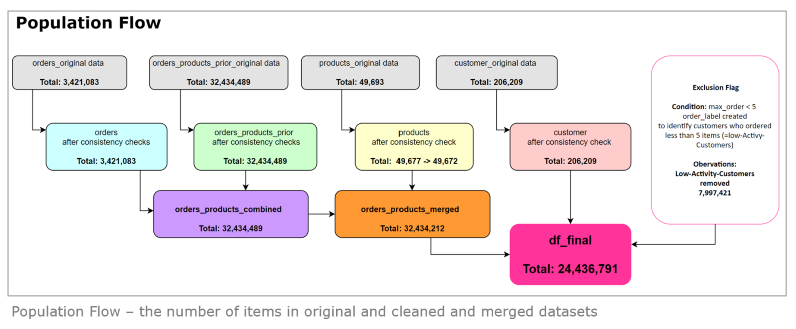 Population Flow
orders_original data
Total: 3,421,083
orders_products_prior_original data
Total: 32,434,489
products_original data
Total: 49,693
customer_original data
Total: 206,209
Exclusion Flag
Condition: max_order < 5
order_label created
to identify customers who ordered
less than 5 items (=low-Activy-
Customers)
Obervations:
Low-Activity-Customers
removed
7,997,421
orders
after consistency checks
Total: 3,421,083
orders_products_prior
after consistency checks
Total: 32,434,489
products
after consistency check
Total: 49,677 -> 49,672
customer
after consistency check
Total: 206,209
orders_products_combined
Total: 32,434,489
orders_products_merged
Total: 32,434,212
df_final
Total: 24,436,791
Population Flow – the number of items in original and cleaned and merged datasets